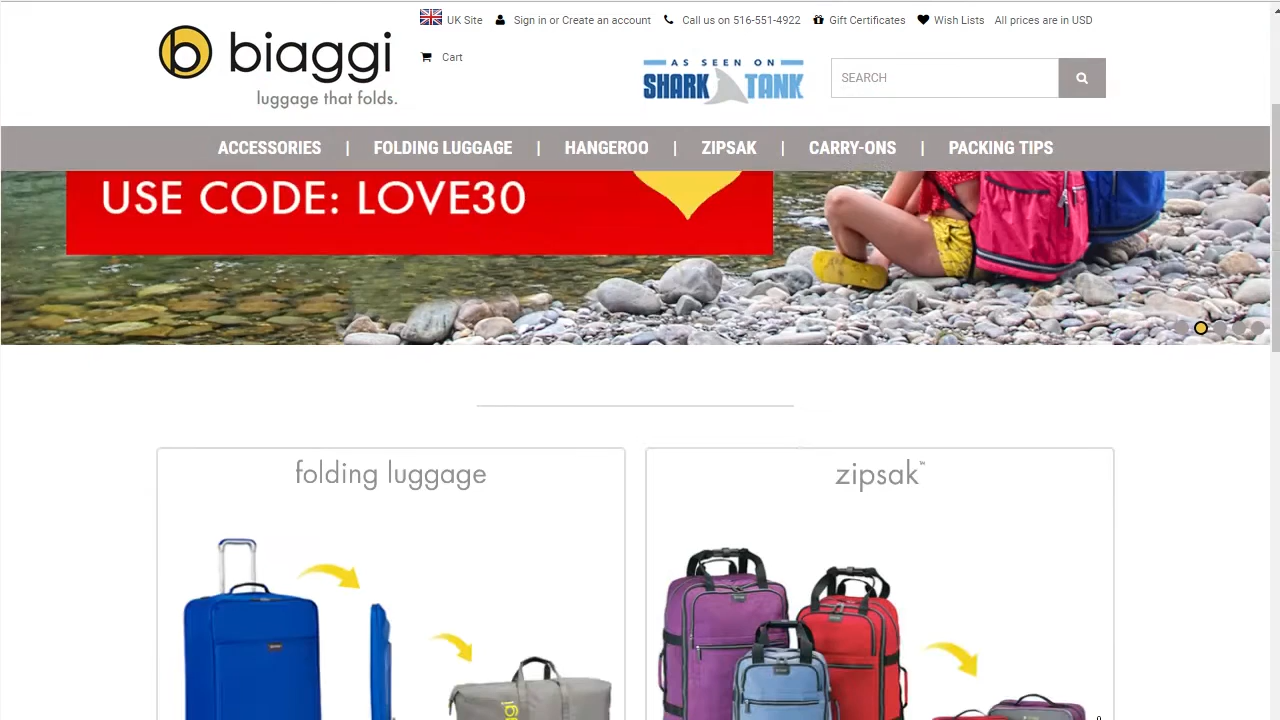 UK Site
Sign in or Create an account
Call us on 516-551-4922
Gift Certificates
Wish Lists
All prices are in USD
b biaggi
luggage that folds.
Cart
AS SEEN ON
SHARK TANK
SEARCH
ACCESSORIES | FOLDING LUGGAGE | HANGEROO | ZIPSAK | CARRY-ONS | PACKING TIPS
USE CODE: LOVE30
folding luggage
zipsak™
biaggi